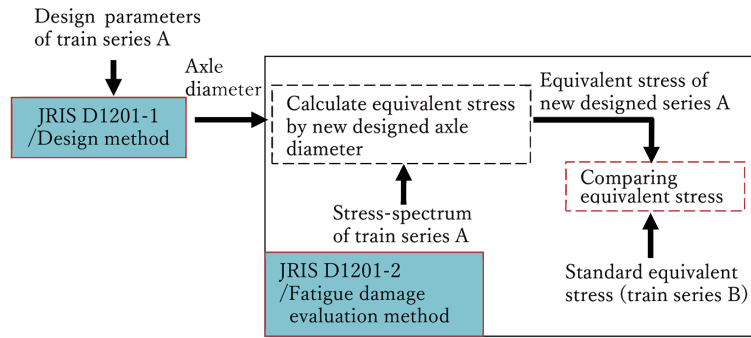 Design parameters
of train series A
JRIS D1201-1
/Design method
Axle
diameter
Calculate equivalent stress
by new designed axle
diameter
Equivalent stress of
new designed series A
Comparing
equivalent stress
Stress-spectrum
of train series A
JRIS D1201-2
/Fatigue damage
evaluation method
Standard equivalent
stress (train series B)